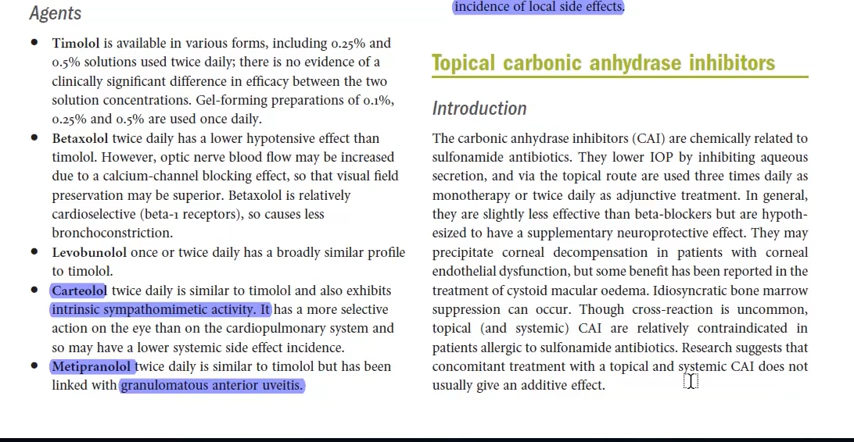 Agents
• Timolol is available in various forms, including 0.25% and
0.5% solutions used twice daily; there is no evidence of a
clinically significant difference in efficacy between the two
solution concentrations. Gel-forming preparations of 0.1%,
0.25% and 0.5% are used once daily.
• Betaxolol twice daily has a lower hypotensive effect than
timolol. However, optic nerve blood flow may be increased
due to a calcium-channel blocking effect, so that visual field
preservation may be superior. Betaxolol is relatively
cardioselective (beta-1 receptors), so causes less
bronchoconstriction.
• Levobunolol once or twice daily has a broadly similar profile
to timolol.
• Carteolol twice daily is similar to timolol and also exhibits
intrinsic sympathomimetic activity. It has a more selective
action on the eye than on the cardiopulmonary system and
so may have a lower systemic side effect incidence.
• Metipranolol twice daily is similar to timolol but has been
linked with granulomatous anterior uveitis.
incidence of local side effects.
Topical carbonic anhydrase inhibitors
Introduction
The carbonic anhydrase inhibitors (CAI) are chemically related to
sulfonamide antibiotics. They lower IOP by inhibiting aqueous
secretion, and via the topical route are used three times daily as
monotherapy or twice daily as adjunctive treatment. In general,
they are slightly less effective than beta-blockers but are hypoth-
esized to have a supplementary neuroprotective effect. They may
precipitate corneal decompensation in patients with corneal
endothelial dysfunction, but some benefit has been reported in the
treatment of cystoid macular oedema. Idiosyncratic bone marrow
suppression can occur. Though cross-reaction is uncommon,
topical (and systemic) CAI are relatively contraindicated in
patients allergic to sulfonamide antibiotics. Research suggests that
concomitant treatment with a topical and systemic CAI does not
usually give an additive effect.